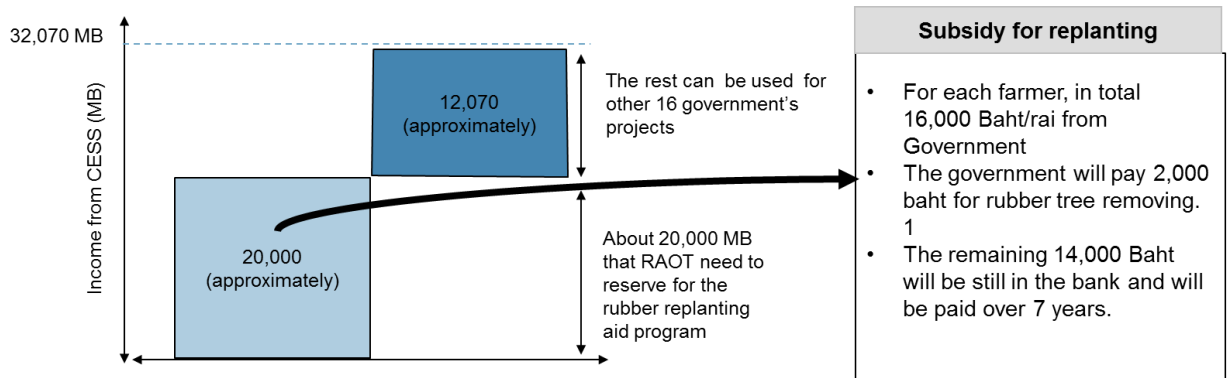 32,070 MB
Income from CESS (MB)
12,070
(approximately)
20,000
(approximately)
The rest can be used for
other 16 government's
projects
About 20,000 MB
that RAOT need to
reserve for the
rubber replanting
aid program
Subsidy for replanting
• For each farmer, in total
16,000 Baht/rai from
Government
• The government will pay 2,000
baht for rubber tree removing.
1
• The remaining 14,000 Baht
will be still in the bank and will
be paid over 7 years.